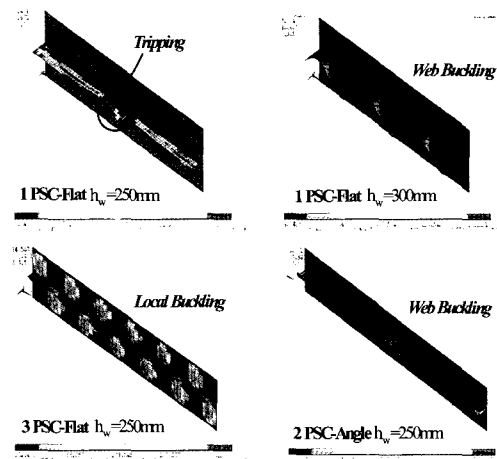 Tripping
1 PSC-Flat h_w=250mm
Web Buckling
1 PSC-Flat h_w=300mm
Local Buckling
3 PSC-Flat h_w=250mm
Web Buckling
2 PSC-Angle h_w=250mm